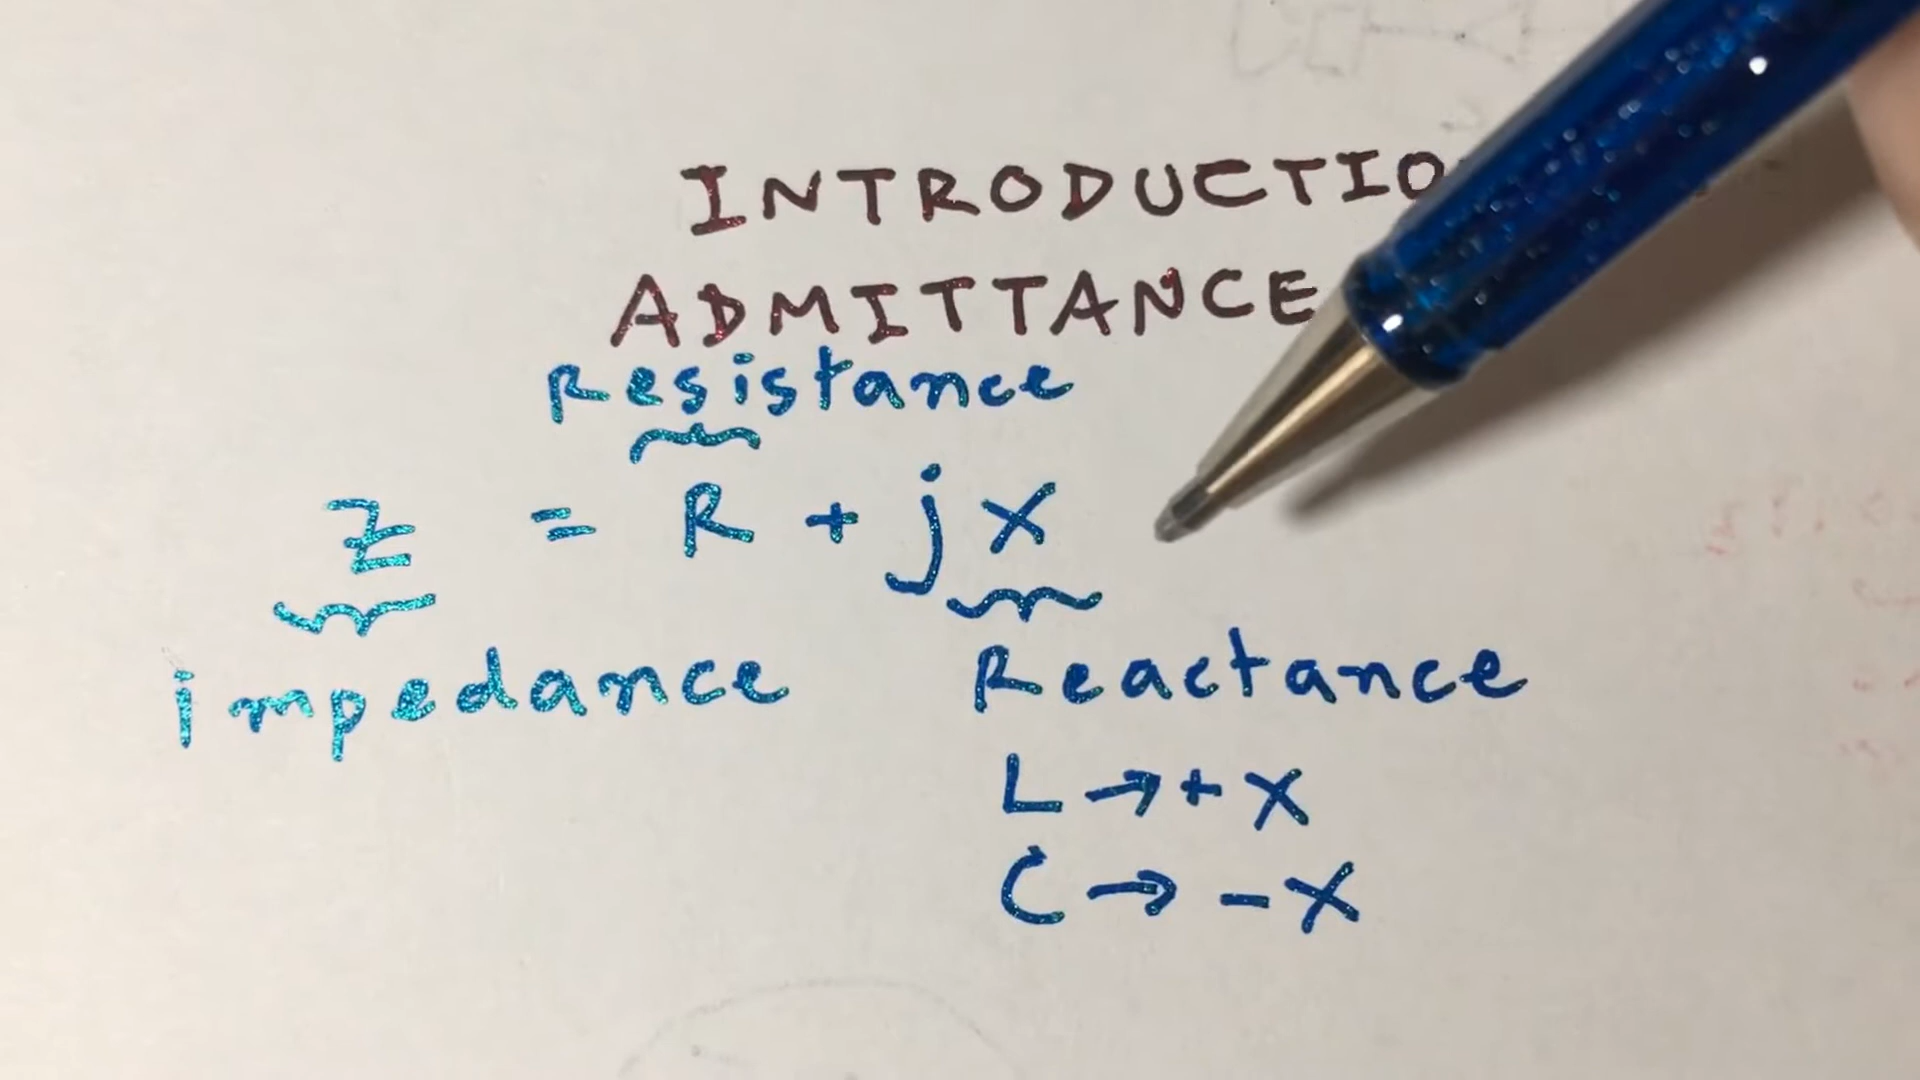 INTRODUCTIO
ADMITTANCE
Resistance
Z = R + jX
impedance Reactance
L → + X
C → - X